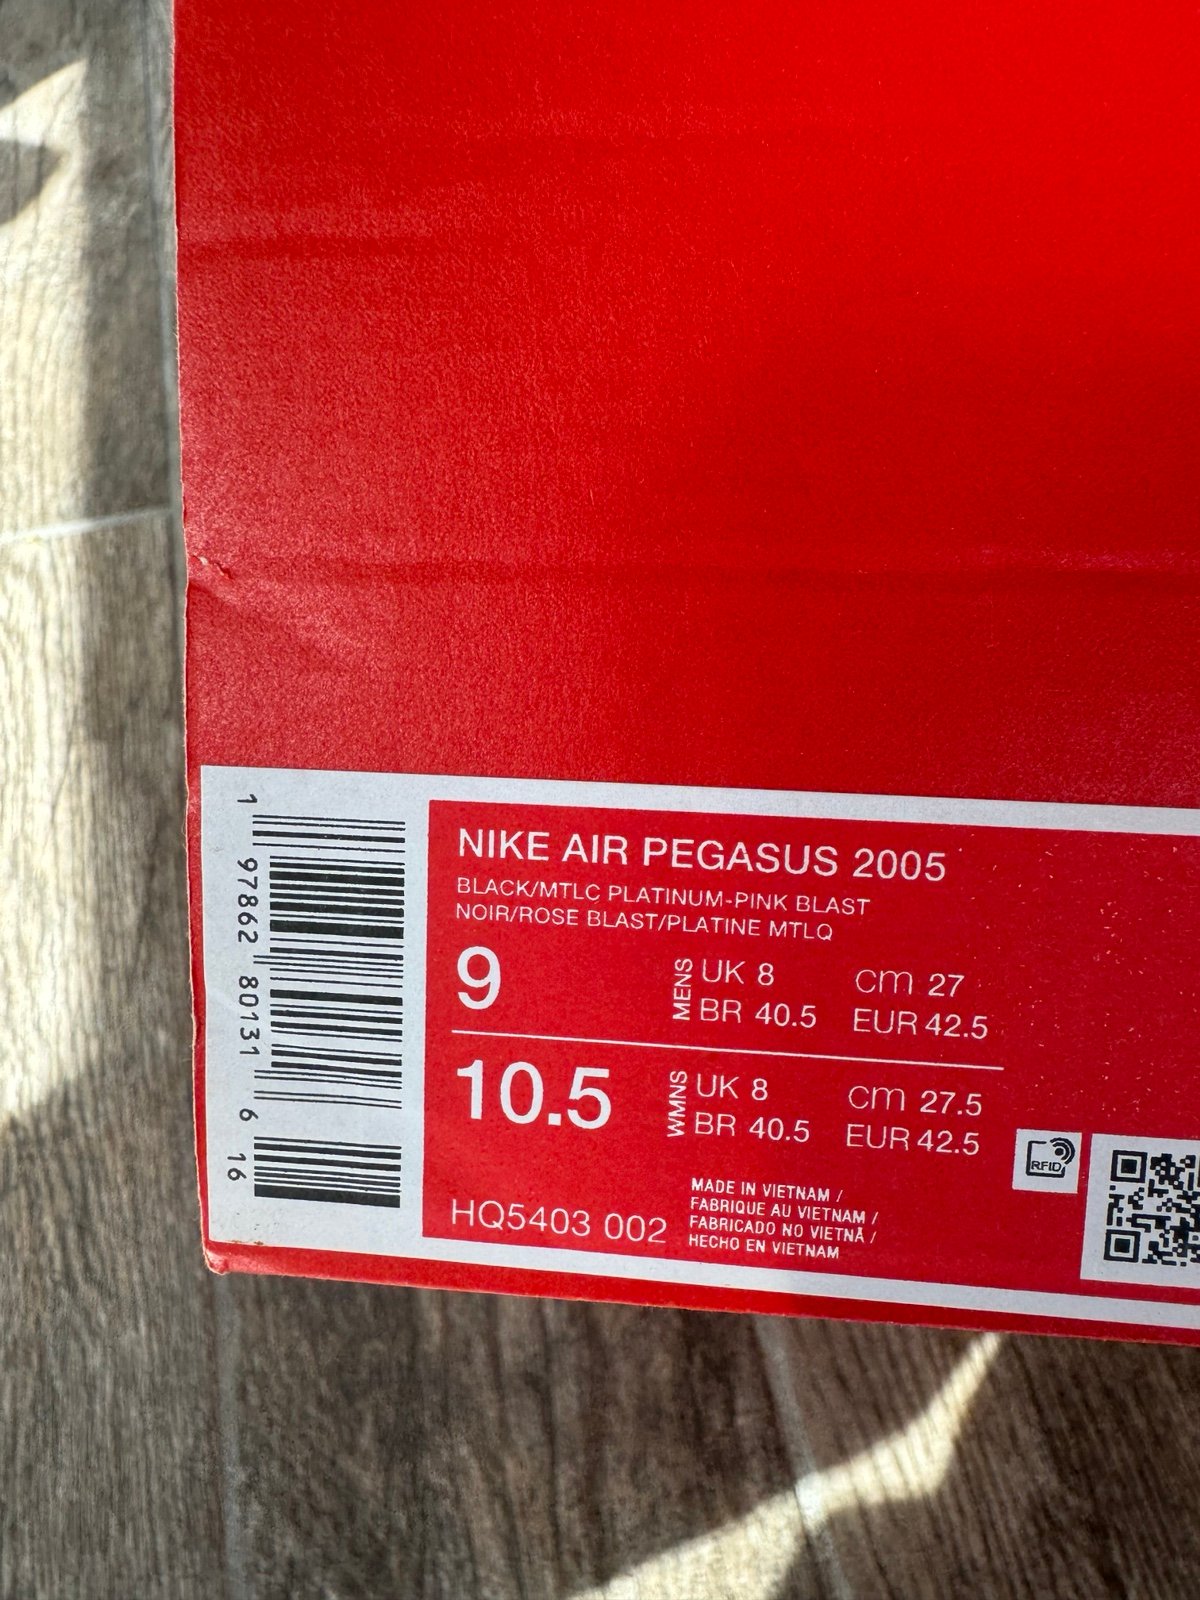 NIKE AIR PEGASUS 2005
BLACK/MTLC PLATINUM-PINK BLAST
NOIR/ROSE BLAST/PLATINE MTLQ
9
MENS
UK 8 cm 27
BR 40.5 EUR 42.5
10.5
WMNS
UK 8 cm 27.5
BR 40.5 EUR 42.5
HQ5403 002
MADE IN VIETNAM /
FABRIQUE AU VIETNAM /
FABRICADO NO VIETNÃ /
HECHO EN VIETNAM
RFID
1 97862 80131 6 16